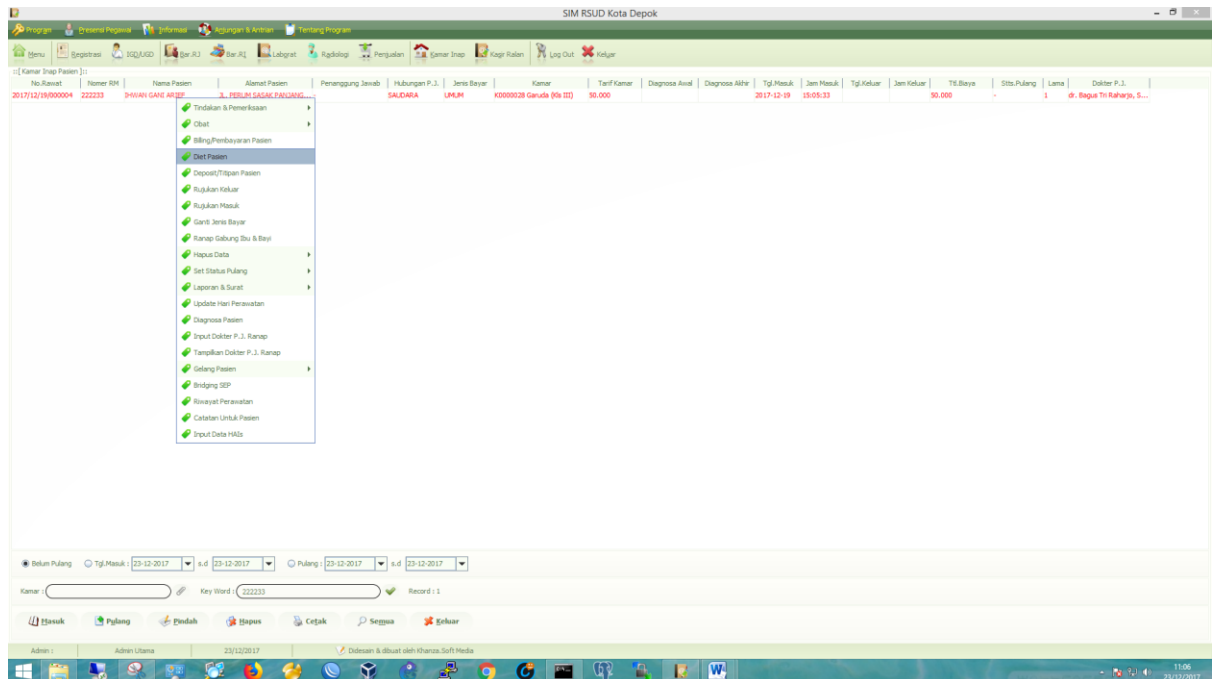 SIM RSUD Kota Depok
Program Presensi Pegawai Informasi Anjungan & Antrian Tentang Program
Menu Registrasi IGD/UGD Bar.RJ Bar.RI Laborat Radiologi Penjualan Kamar Inap Kasir Ralan Log Out Keluar
::[ Kamar Inap Pasien ]::
No.Rawat Nomer RM Nama Pasien Alamat Pasien Penanggung Jawab Hubungan P.J. Jenis Bayar Kamar Tarif Kamar Diagnosa Awal Diagnosa Akhir Tgl.Masuk Jam Masuk Tgl.Keluar Jam Keluar Ttl.Biaya Stts.Pulang Lama Dokter P.J.
2017/12/19/000004 222233 IHWAN GANI ARIEF JL. PERUM SASAK PANJANG,... - SAUDARA UMUM K0000028 Garuda (Kls III) 50.000 2017-12-19 15:05:33 50.000 - 1 dr. Bagus Tri Raharjo, S...
Tindakan & Pemeriksaan
Obat
Billing/Pembayaran Pasien
Diet Pasien
Deposit/Titipan Pasien
Rujukan Keluar
Rujukan Masuk
Ganti Jenis Bayar
Ranap Gabung Ibu & Bayi
Hapus Data
Set Status Pulang
Laporan & Surat
Update Hari Perawatan
Diagnosa Pasien
Input Dokter P.J. Ranap
Tampilkan Dokter P.J. Ranap
Gelang Pasien
Bridging SEP
Riwayat Perawatan
Catatan Untuk Pasien
Input Data HAIs
Belum Pulang Tgl.Masuk : 23-12-2017 s.d 23-12-2017 Pulang : 23-12-2017 s.d 23-12-2017
Kamar : Key Word : 222233 Record : 1
Masuk Pulang Pindah Hapus Cetak Semua Keluar
Admin : Admin Utama 23/12/2017 Didesain & dibuat oleh Khanza.Soft Media
11:06
23/12/2017